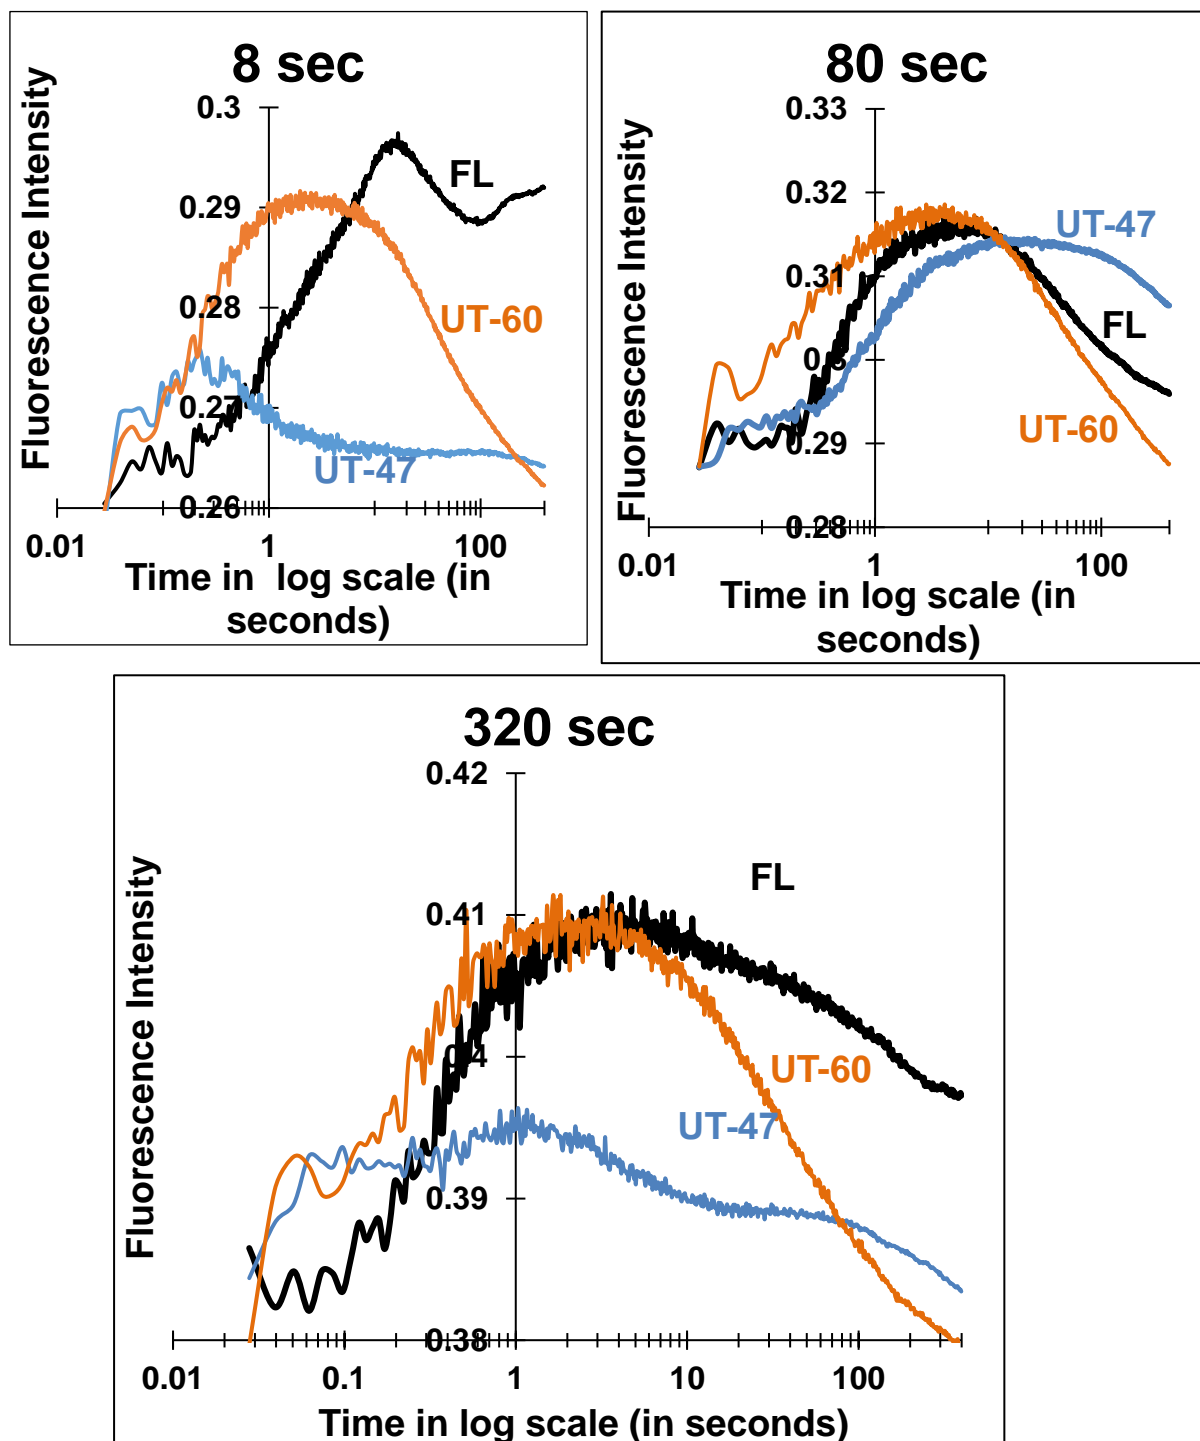 8 sec
Fluorescence Intensity
0.3
0.29
0.28
0.27
0.26
FL
UT-60
UT-47
0.01
1
100
Time in  log scale (in
seconds)
80 sec
Fluorescence Intensity
0.33
0.32
0.31
0.3
0.29
0.28
UT-47
FL
UT-60
0.01
1
100
Time in log scale (in
seconds)
320 sec
Fluorescence Intensity
0.42
0.41
0.4
0.39
0.38
FL
UT-60
UT-47
0.01
0.1
1
10
100
Time in log scale (in seconds)